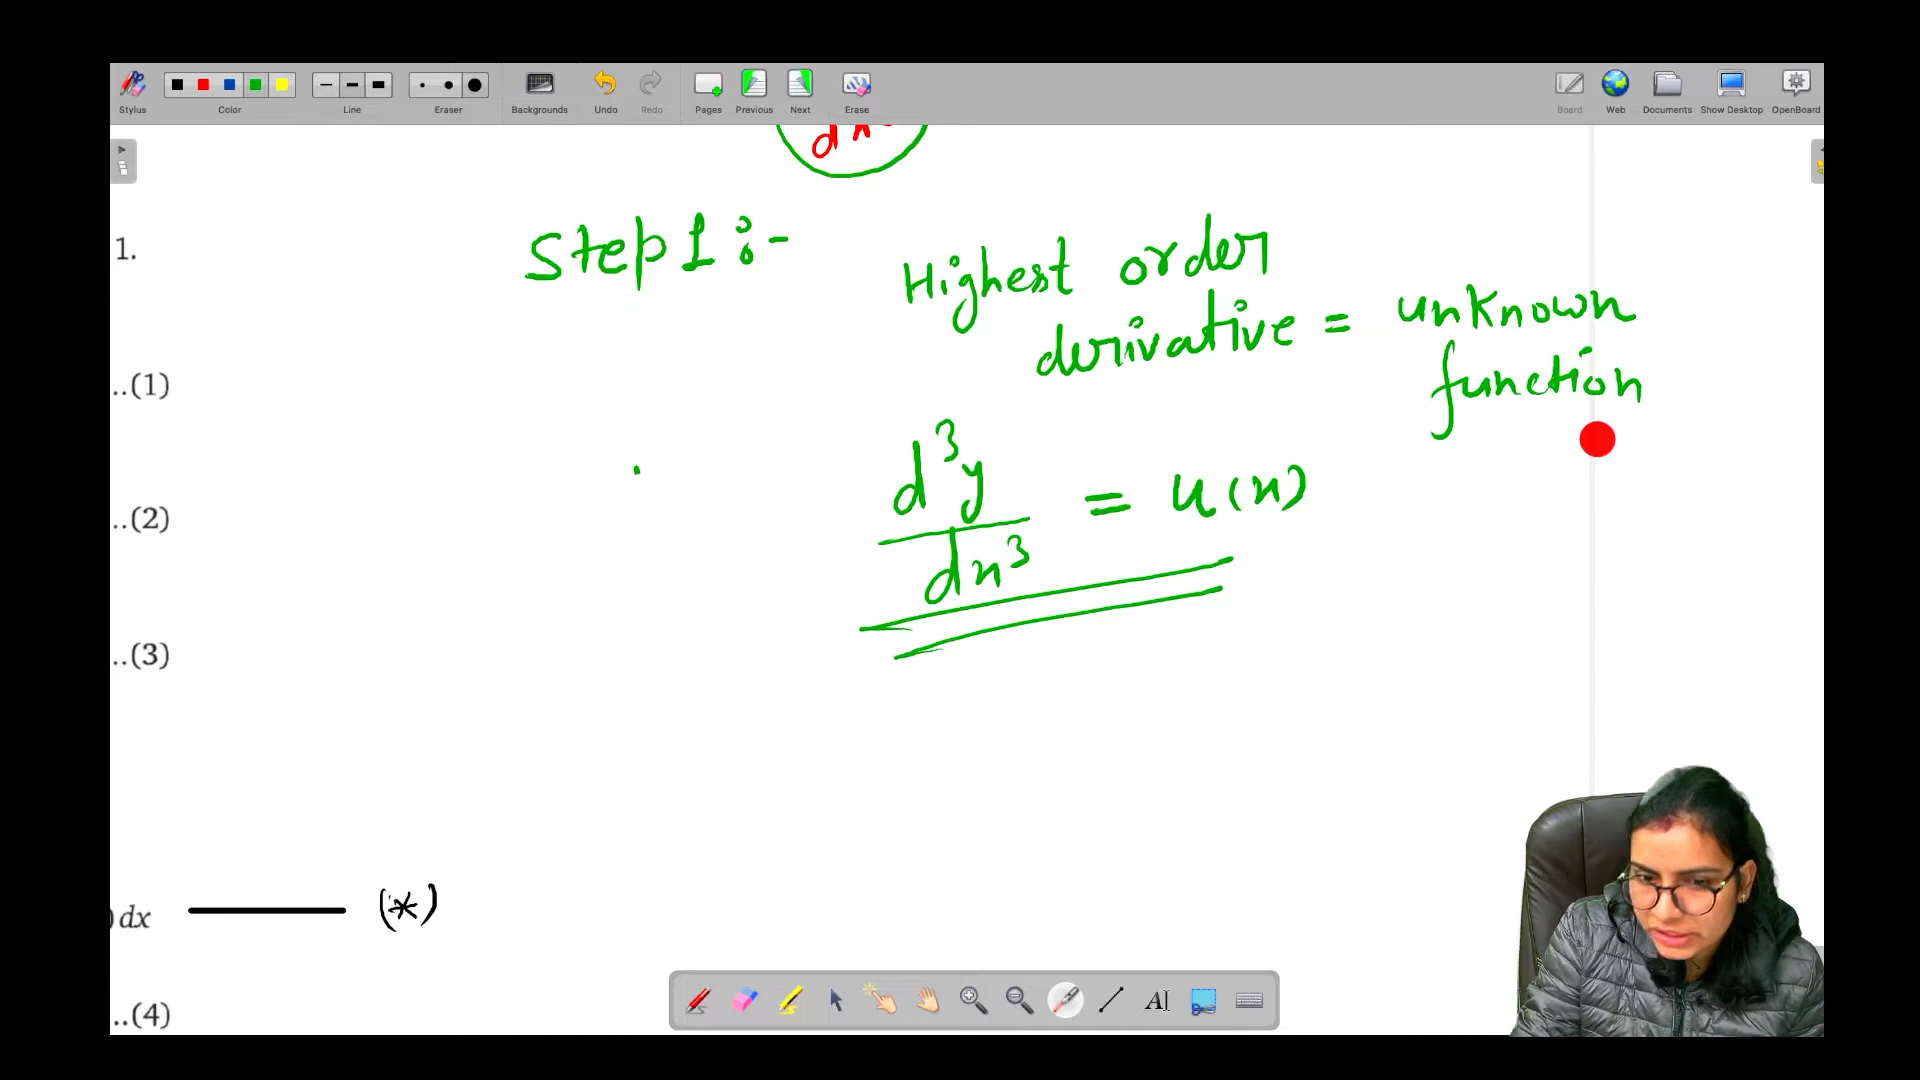 Stylus Color Line Eraser Backgrounds Undo Redo Pages Previous Next Erase Board Web Documents Show Desktop OpenBoard
Step 1 :-
1.
Highest order
derivative = unknown
function
..(1)
d³y/dx³ = u(x)
..(2)
..(3)
)dx (*)
..(4)